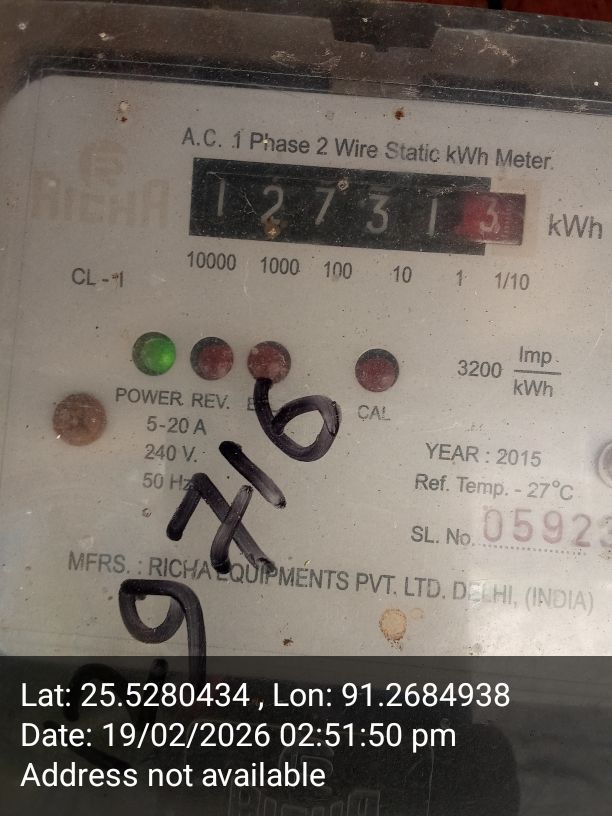 A.C. 1 Phase 2 Wire Static kWh Meter.
1 2 7 3 1 3 kWh
10000 1000 100 10 1 1/10
CL - 1
3200 Imp/kWh
POWER REV. CAL
5-20 A
240 V.
50 Hz
YEAR : 2015
Ref. Temp. - 27°C
SL. No. 05923
MFRS. : RICHA EQUIPMENTS PVT. LTD. DELHI, (INDIA)
9716
Lat: 25.5280434 , Lon: 91.2684938
Date: 19/02/2026 02:51:50 pm
Address not available